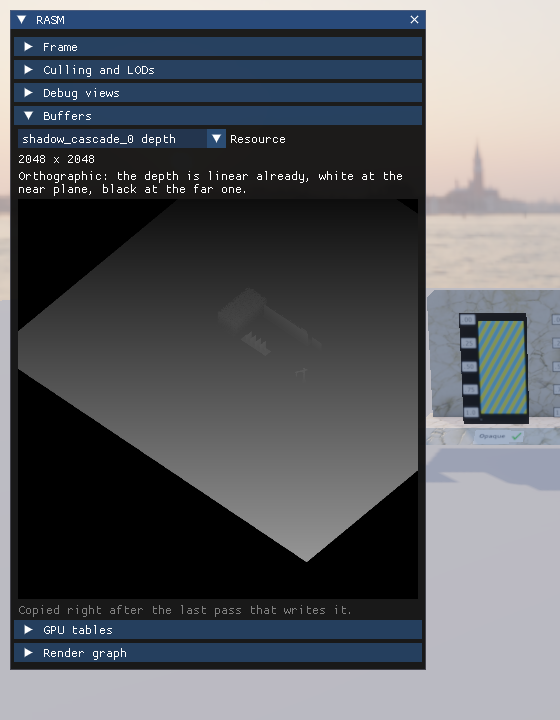 RASM
Frame
Culling and LODs
Debug views
Buffers
shadow_cascade_0 depth Resource
2048 x 2048
Orthographic: the depth is linear already, white at the
near plane, black at the far one.
Opaque
Copied right after the last pass that writes it.
GPU tables
Render graph